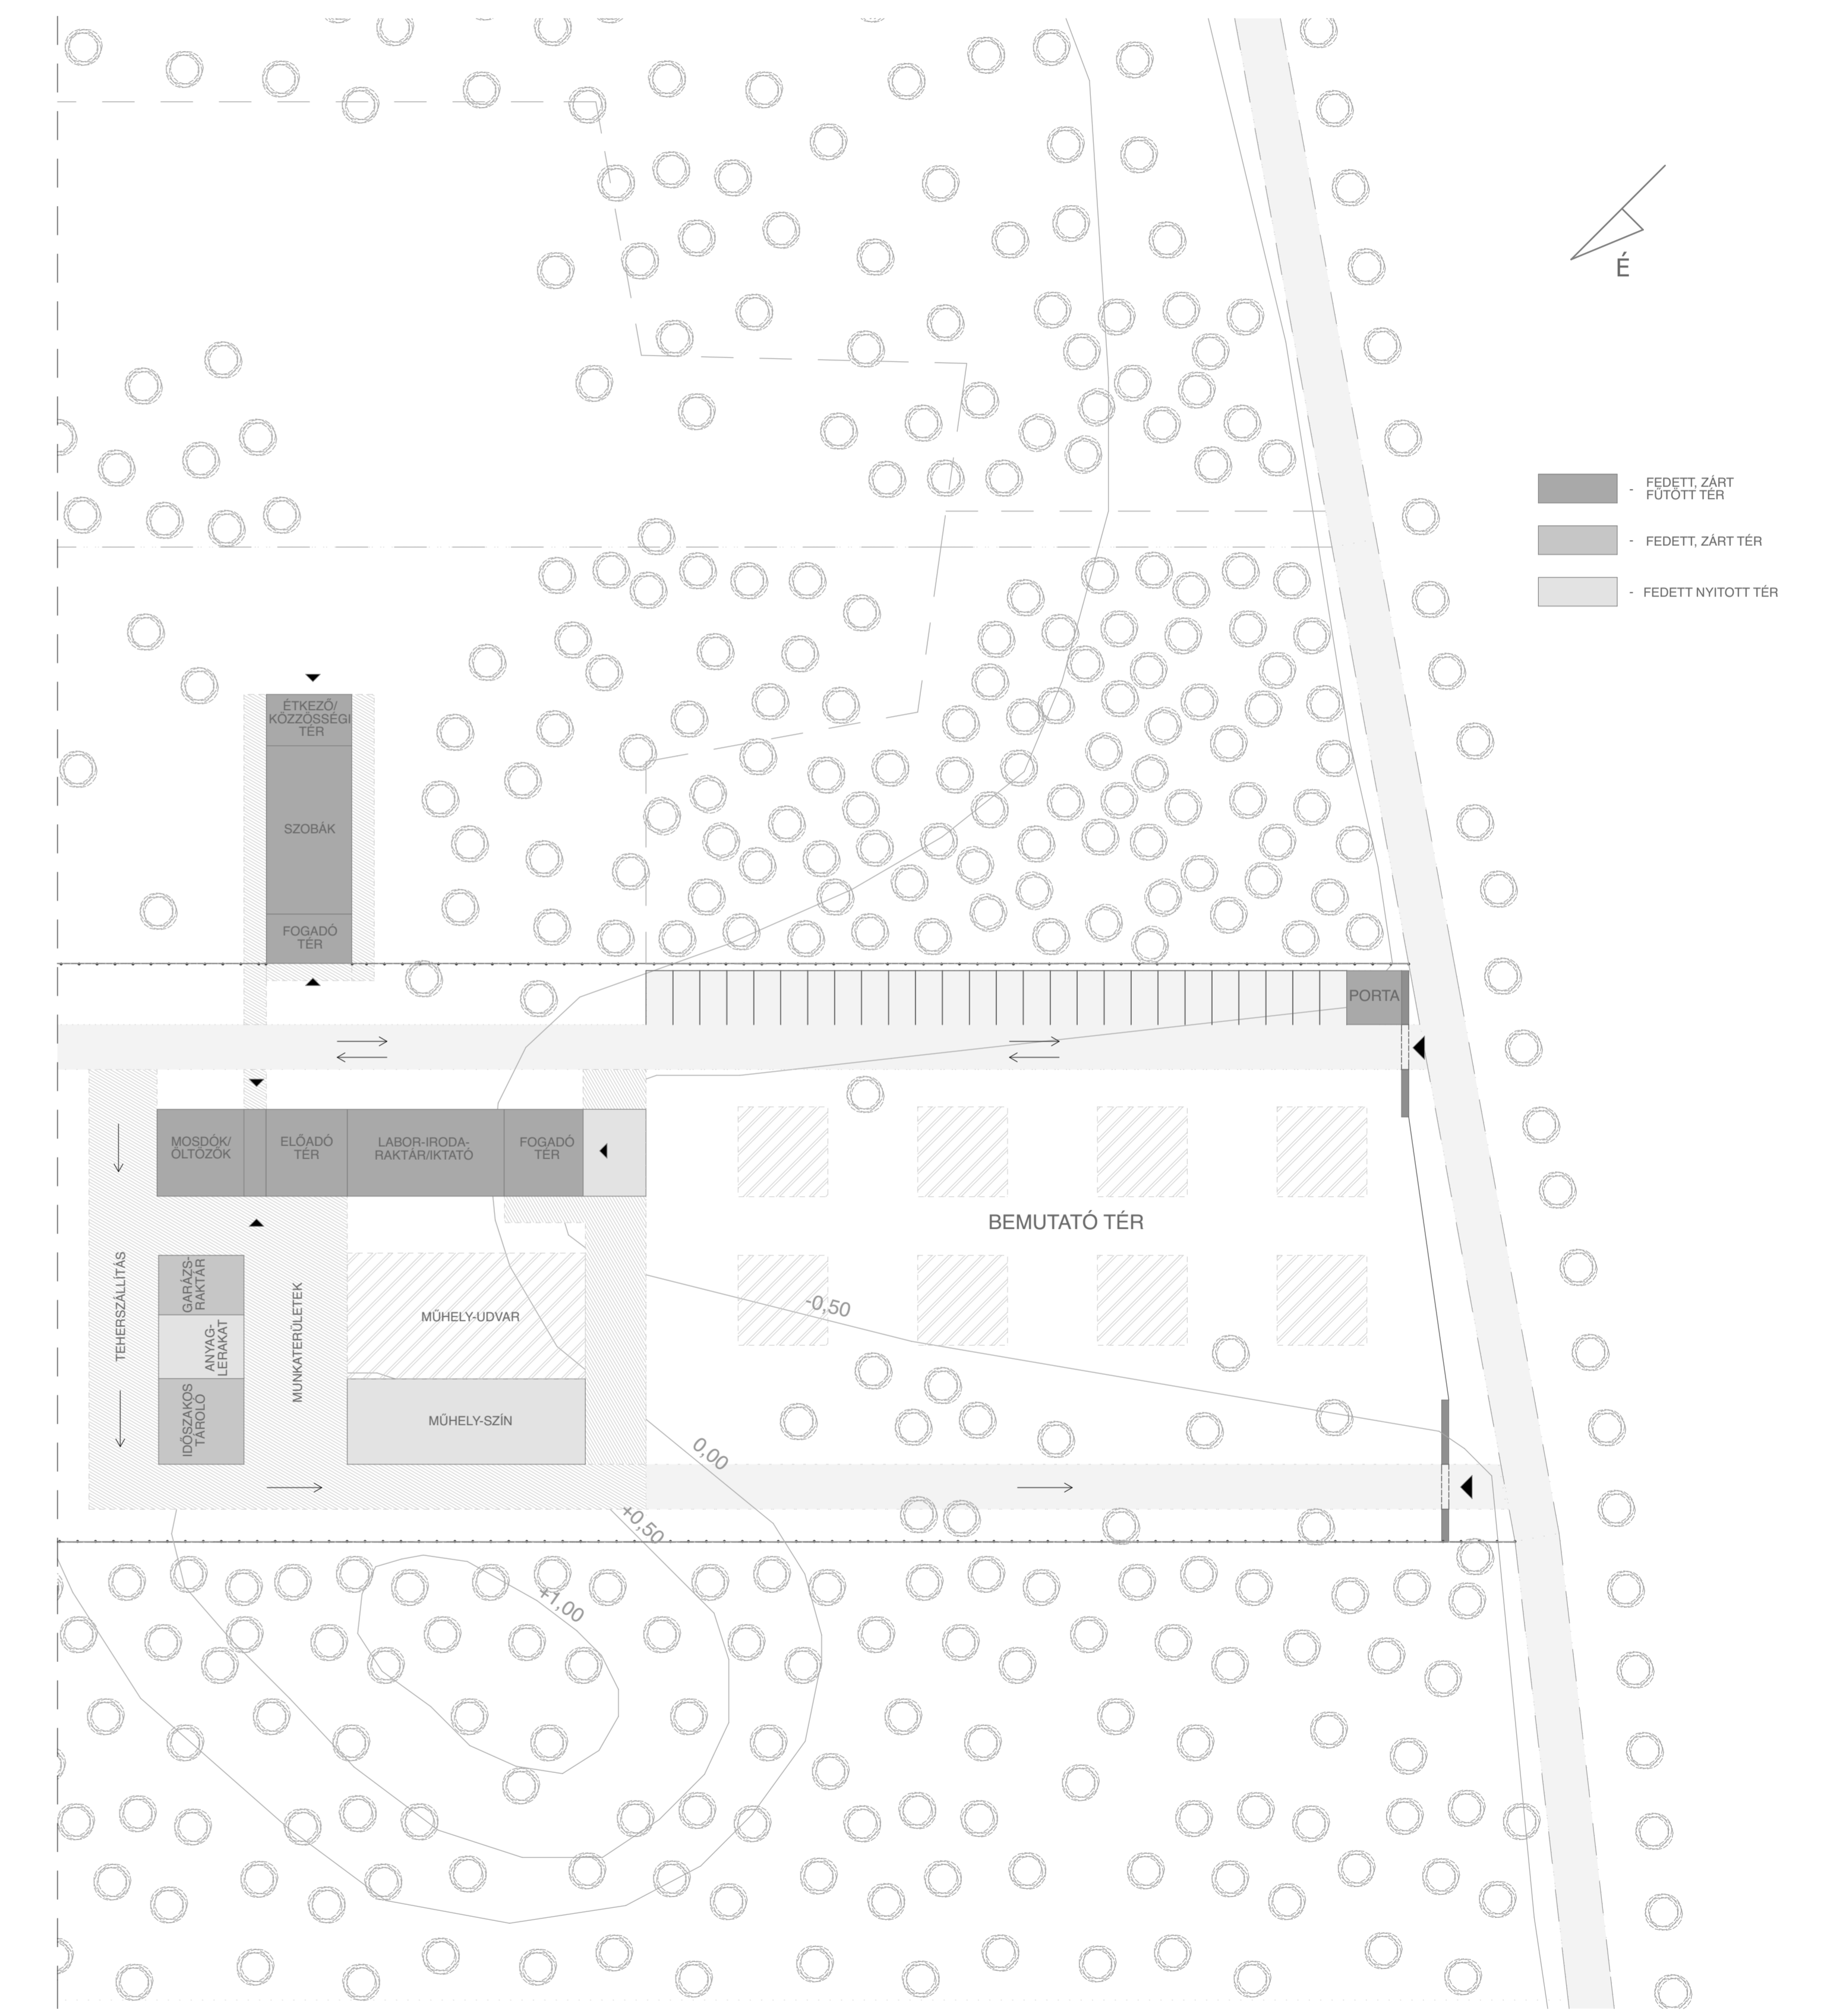 É
FEDETT, ZÁRT
FŰTÖTT TÉR
FEDETT, ZÁRT TÉR
FEDETT NYITOTT TÉR
ÉTKEZŐ/
KÖZZÖSSÉGI
TÉR
SZOBÁK
FOGADÓ
TÉR
PORTA
MOSDÓK/
ÖLTÖZŐK
ELŐADÓ
TÉR
LABOR-IRODA-
RAKTÁR/IKTATÓ
FOGADÓ
TÉR
BEMUTATÓ TÉR
TEHERSZÁLLÍTÁS
GARÁZS-
RAKTÁR
ANYAG-
LERAKAT
IDŐSZAKOS
TÁROLÓ
MUNKATERÜLETEK
MŰHELY-UDVAR
MŰHELY-SZÍN
-0,50
0,00
+0,50
+1,00